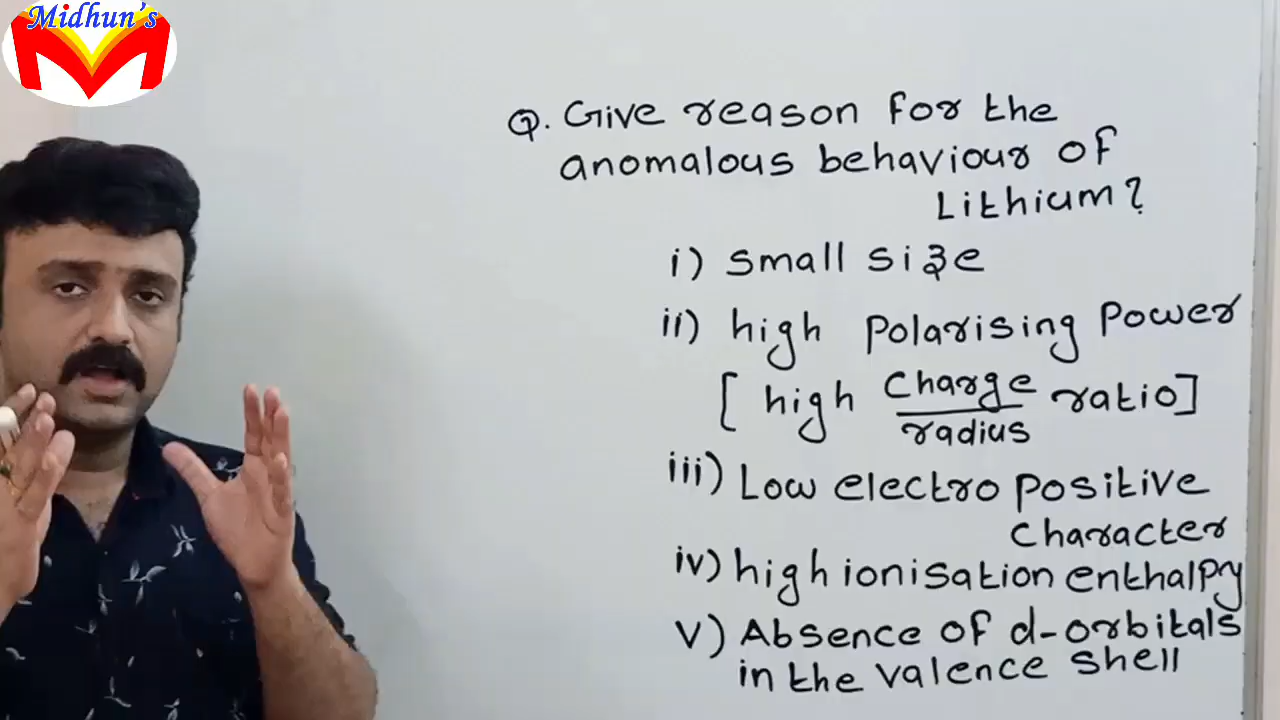 Midhun's
M
Q. Give reason for the
anomalous behaviour of
Lithium?
i) small size
ii) high Polarising Power
[ high Charge/radius ratio]
iii) Low electro positive
Character
iv) high ionisation enthalpy
v) Absence of d-orbitals
in the valence shell